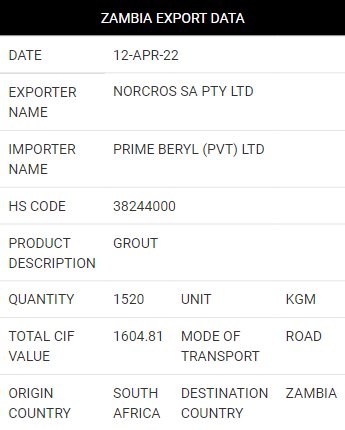 ZAMBIA EXPORT DATA
DATE 12-APR-22
EXPORTER NAME NORCROS SA PTY LTD
IMPORTER NAME PRIME BERYL (PVT) LTD
HS CODE 38244000
PRODUCT DESCRIPTION GROUT
QUANTITY 1520 UNIT KGM
TOTAL CIF VALUE 1604.81 MODE OF TRANSPORT ROAD
ORIGIN COUNTRY SOUTH AFRICA DESTINATION COUNTRY ZAMBIA